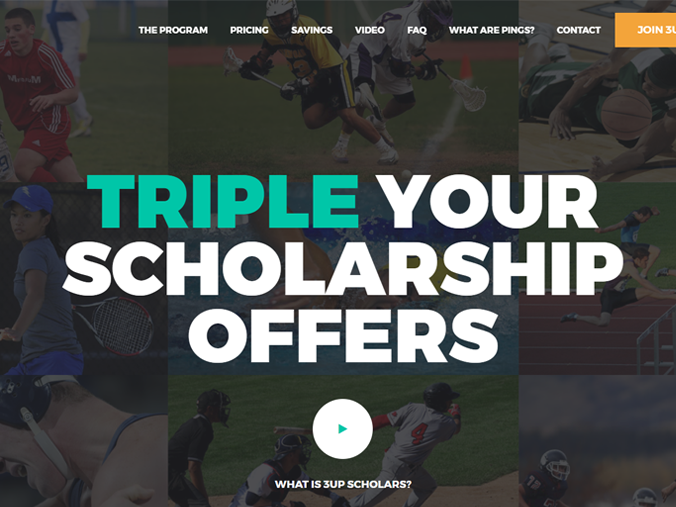 THE PROGRAM PRICING SAVINGS VIDEO FAQ WHAT ARE PINGS? CONTACT JOIN 3U
TRIPLE YOUR
SCHOLARSHIP
OFFERS
WHAT IS 3UP SCHOLARS?